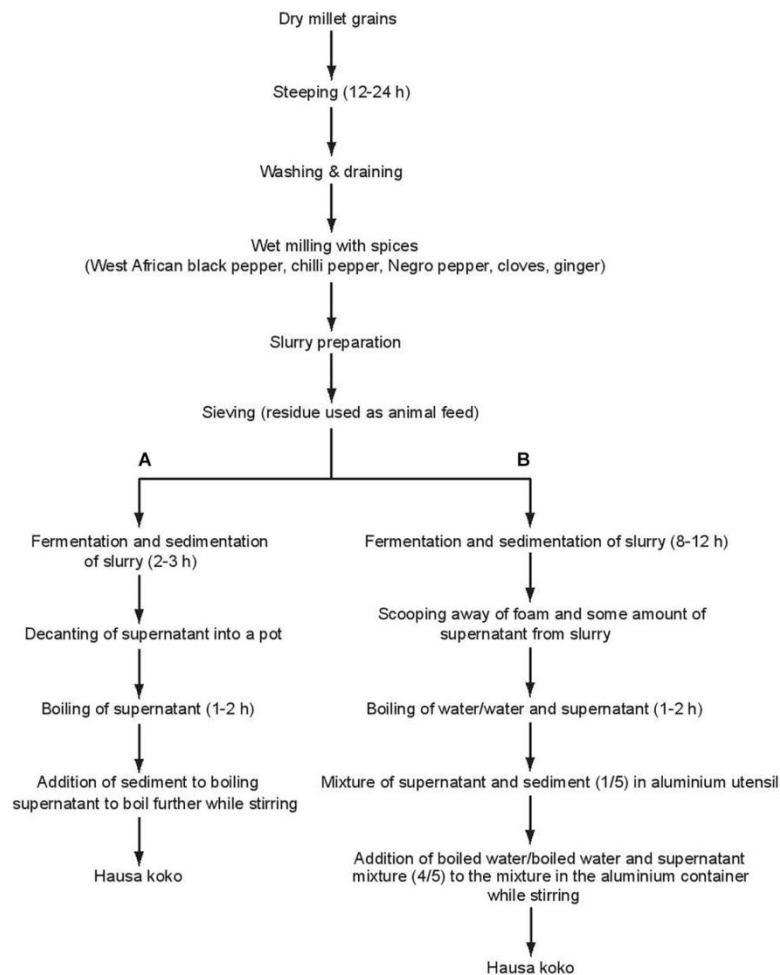 Dry millet grains
Steeping (12-24 h)
Washing & draining
Wet milling with spices
(West African black pepper, chilli pepper, Negro pepper, cloves, ginger)
Slurry preparation
Sieving (residue used as animal feed)
A
Fermentation and sedimentation
of slurry (2-3 h)
Decanting of supernatant into a pot
Boiling of supernatant (1-2 h)
Addition of sediment to boiling
supernatant to boil further while stirring
Hausa koko
B
Fermentation and sedimentation of slurry (8-12 h)
Scooping away of foam and some amount of
supernatant from slurry
Boiling of water/water and supernatant (1-2 h)
Mixture of supernatant and sediment (1/5) in aluminium utensil
Addition of boiled water/boiled water and supernatant
mixture (4/5) to the mixture in the aluminium container
while stirring
Hausa koko